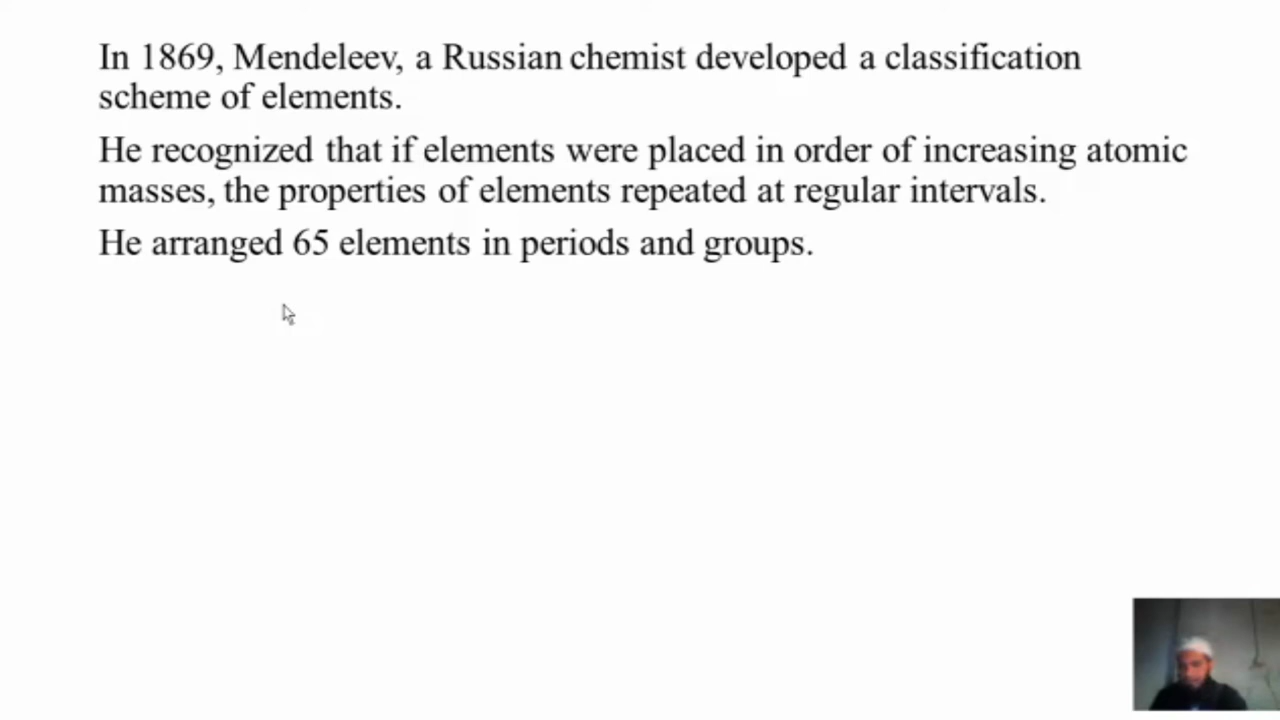 In 1869, Mendeleev, a Russian chemist developed a classification
scheme of elements.
He recognized that if elements were placed in order of increasing atomic
masses, the properties of elements repeated at regular intervals.
He arranged 65 elements in periods and groups.